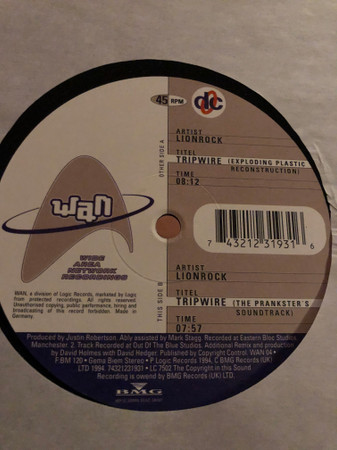 45 RPM
dc
OTHER SIDE A
ARTIST
LIONROCK
TITEL
TRIPWIRE (EXPLODING PLASTIC
RECONSTRUCTION)
TIME
08:12
wan
WIDE
AREA
NETWORK
RECORDINGS
7 43212 31931 6
WAN, a division of Logic Records, marketed by Logic
from protected recordings. All rights reserved.
Unauthorised copying, public performance, hiring and
broadcasting of this record forbidden. Made in
Germany.
THIS SIDE B
ARTIST
LIONROCK
TITEL
TRIPWIRE (THE PRANKSTER'S
SOUNDTRACK)
TIME
07:57
Produced by Justin Robertson. Ably assisted by Mark Stagg. Recorded at Eastern Bloc Studios,
Manchester 2. Track Recorded at Out Of The Blue Studios. Additional Remix and production
by David Holmes with David Hedger. Published by Copyright Control. WAN 04 •
F:BM 120 • Gema Biem Stereo • P Logic Records 1994. C BMG Records (UK)
LTD 1994. 74321231931 • LC 7502 The Copyright in this Sound
Recording is owend by BMG Records (UK) LTD.
BMG